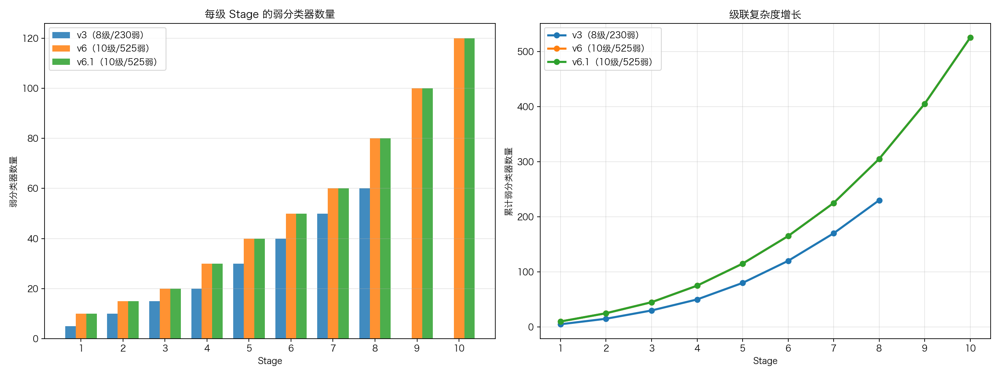 每级 Stage 的弱分类器数量
v3（8级/230弱）
v6（10级/525弱）
v6.1（10级/525弱）
弱分类器数量
120
100
80
60
40
20
0
1 2 3 4 5 6 7 8 9 10
Stage
级联复杂度增长
v3（8级/230弱）
v6（10级/525弱）
v6.1（10级/525弱）
累计弱分类器数量
500
400
300
200
100
0
1 2 3 4 5 6 7 8 9 10
Stage